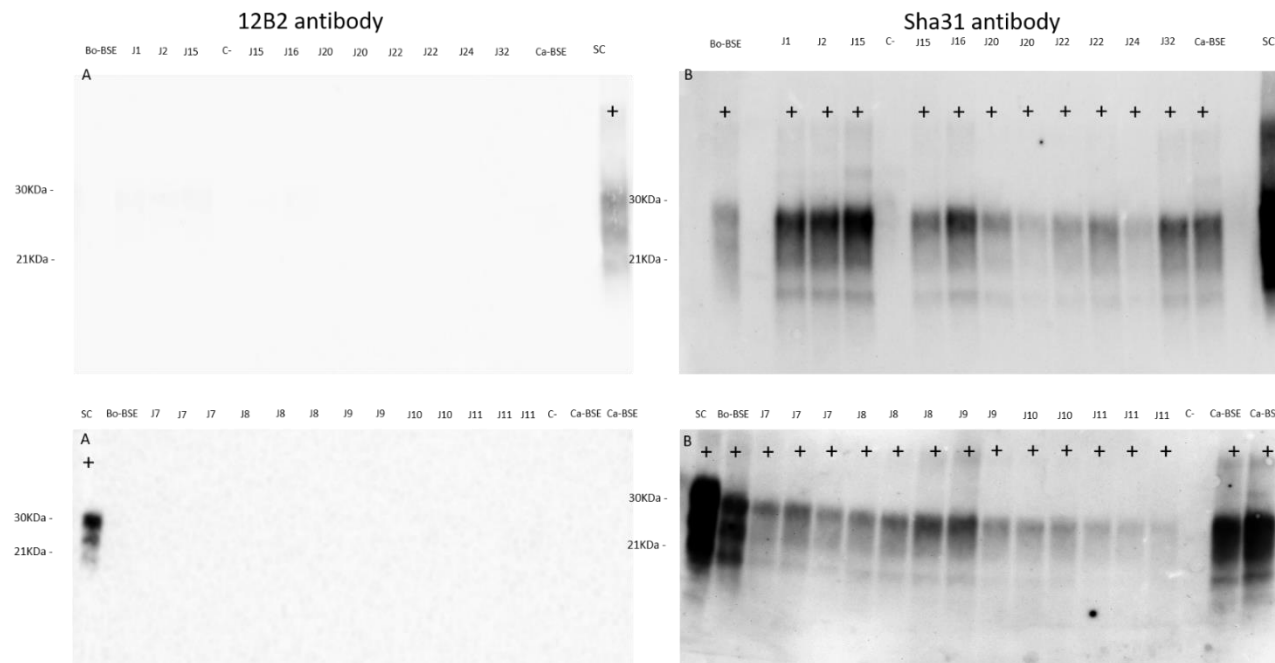 12B2 antibody
Bo-BSE J1 J2 J15 C- J15 J16 J20 J20 J22 J22 J24 J32 Ca-BSE SC
A
+
30KDa -
21KDa -
Sha31 antibody
Bo-BSE J1 J2 J15 C- J15 J16 J20 J20 J22 J22 J24 J32 Ca-BSE SC
B
+ + + + + + + + + + + + +
30KDa -
21KDa -
SC Bo-BSE J7 J7 J7 J8 J8 J8 J9 J9 J10 J10 J11 J11 J11 C- Ca-BSE Ca-BSE
A
+
30KDa -
21KDa -
SC Bo-BSE J7 J7 J7 J8 J8 J8 J9 J9 J10 J10 J11 J11 J11 C- Ca-BSE Ca-BSE
B
+ + + + + + + + + + + + + + + + +
30KDa -
21KDa -